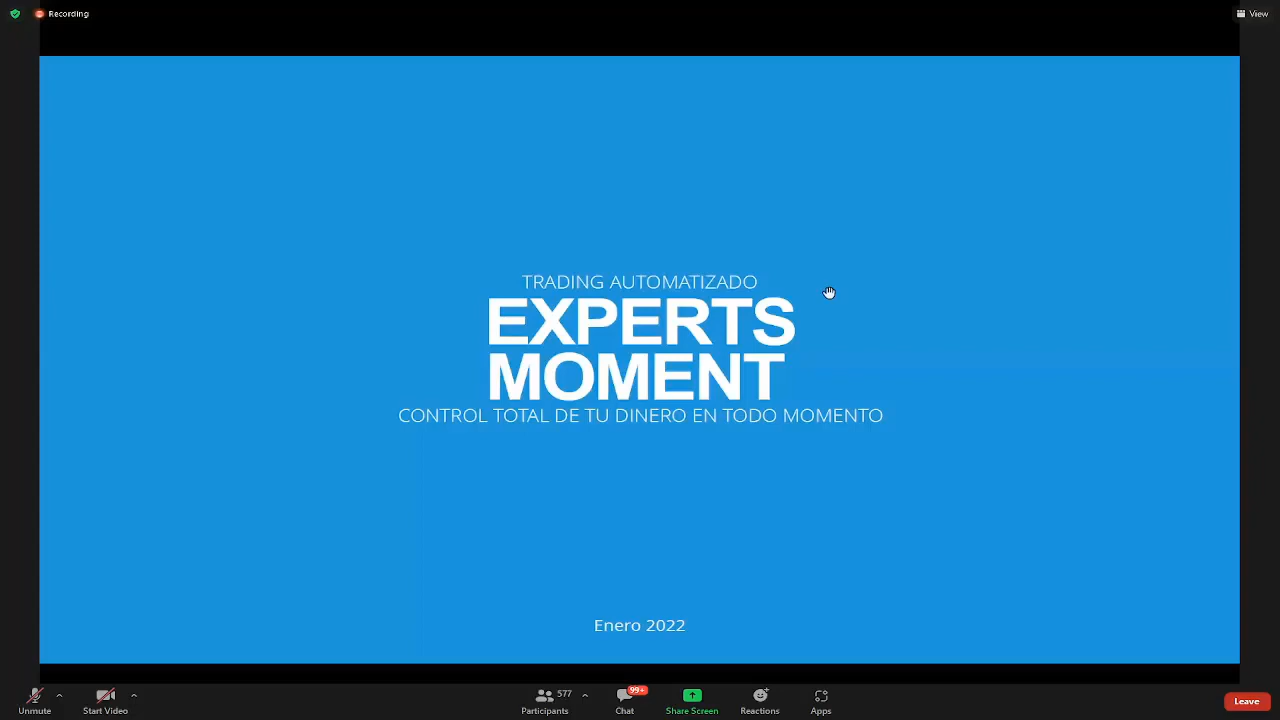 Recording
View
TRADING AUTOMATIZADO
EXPERTS
MOMENT
CONTROL TOTAL DE TU DINERO EN TODO MOMENTO
Enero 2022
577
99+
Unmute
Start Video
Participants
Chat
Share Screen
Reactions
Apps
Leave